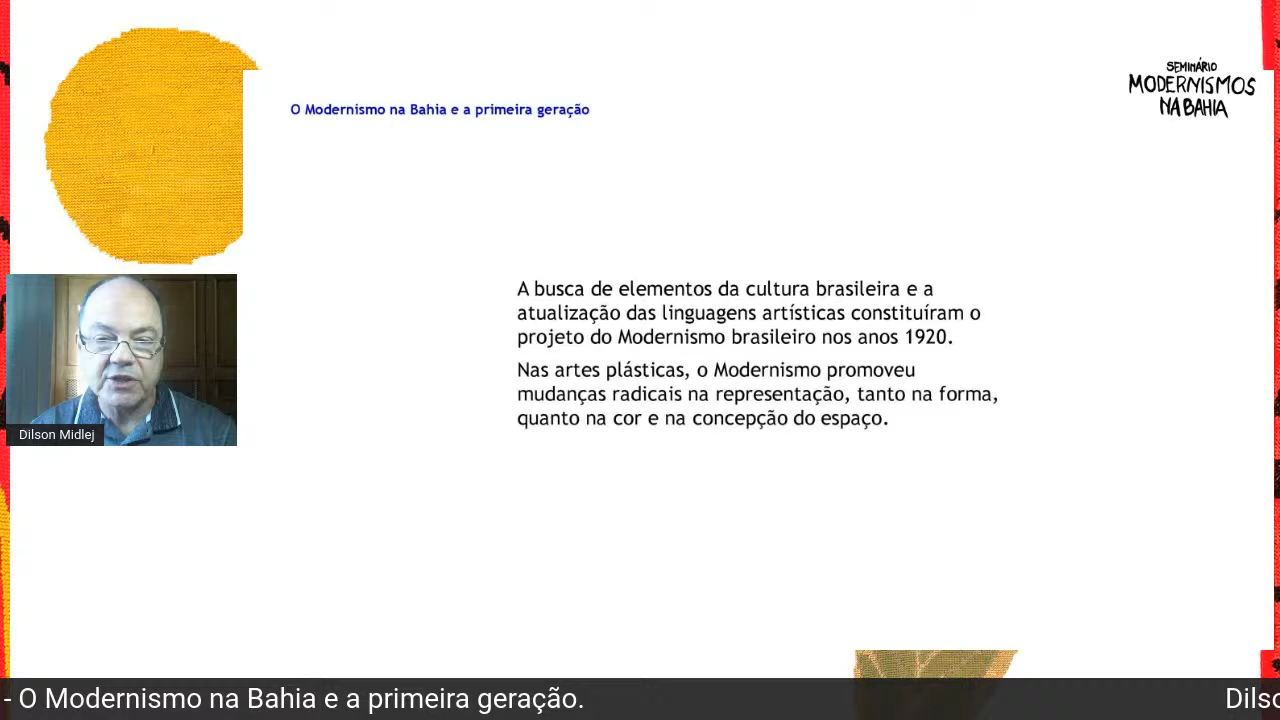 SEMINÁRIO
MODERNISMOS
NA BAHIA
O Modernismo na Bahia e a primeira geração
A busca de elementos da cultura brasileira e a
atualização das linguagens artísticas constituíram o
projeto do Modernismo brasileiro nos anos 1920.
Nas artes plásticas, o Modernismo promoveu
mudanças radicais na representação, tanto na forma,
quanto na cor e na concepção do espaço.
Dilson Midlej
- O Modernismo na Bahia e a primeira geração. Dilso